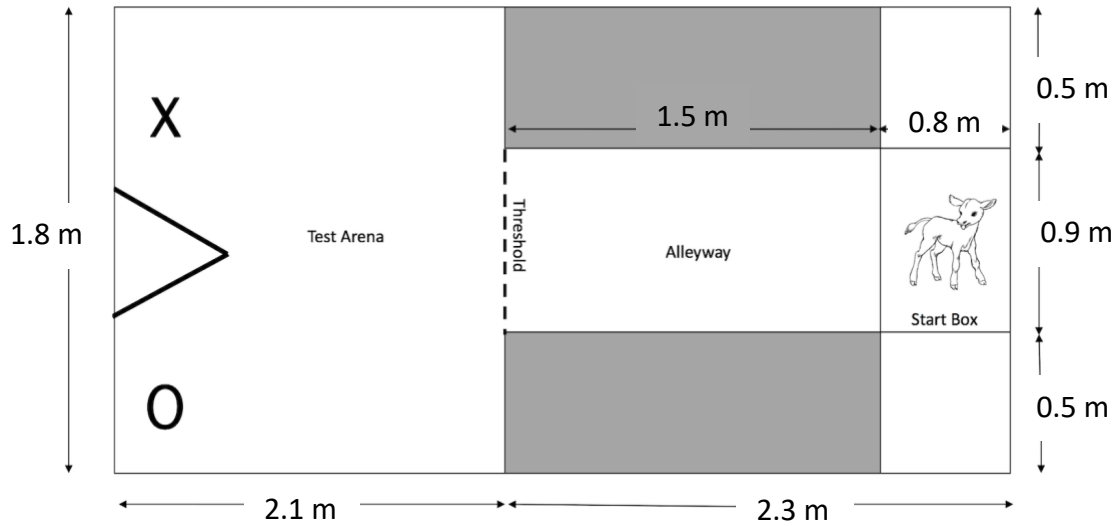 0.5 m
1.5 m
0.8 m
X
1.8 m
Test Arena
Threshold
Alleyway
0.9 m
Start Box
O
0.5 m
2.1 m
2.3 m